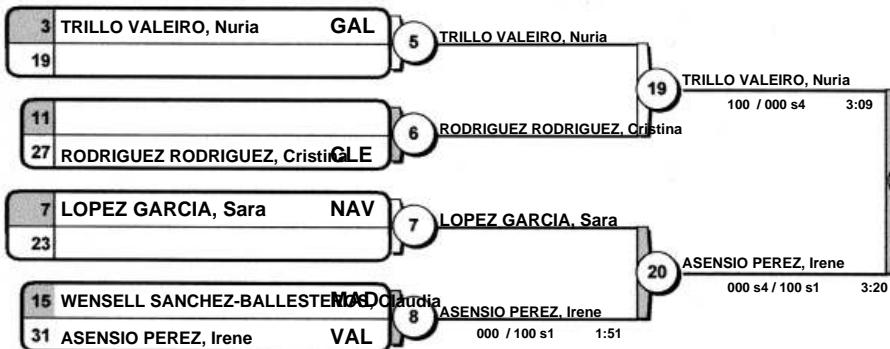 3 TRILLO VALEIRO, Nuria GAL
19
5 TRILLO VALEIRO, Nuria
11
27 RODRIGUEZ RODRIGUEZ, Cristina CLE
6 RODRIGUEZ RODRIGUEZ, Cristina
19 TRILLO VALEIRO, Nuria
100 / 000 s4 3:09
7 LOPEZ GARCIA, Sara NAV
23
7 LOPEZ GARCIA, Sara
15 WENSELL SANCHEZ-BALLESTEROS, Claudia MAD
31 ASENSIO PEREZ, Irene VAL
8 ASENSIO PEREZ, Irene
000 / 100 s1 1:51
20 ASENSIO PEREZ, Irene
000 s4 / 100 s1 3:20